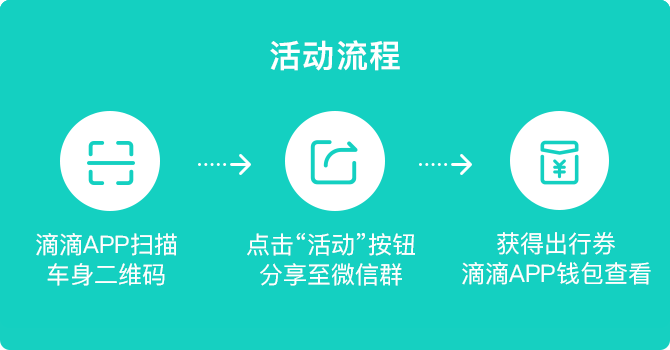 活动流程
滴滴APP扫描
车身二维码
点击“活动”按钮
分享至微信群
获得出行券
滴滴APP钱包查看